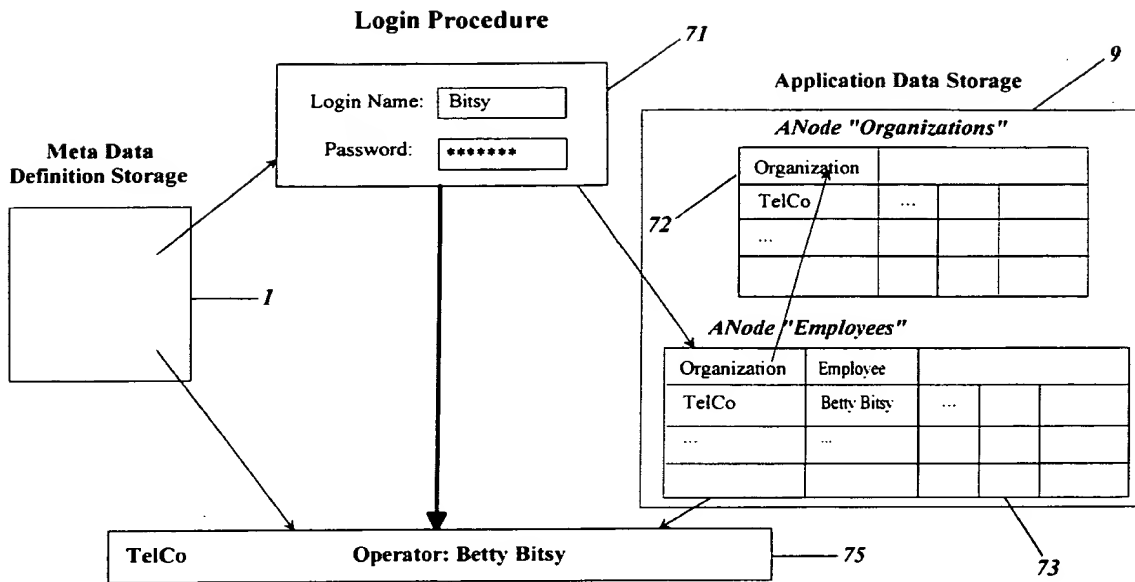 Login Procedure
71
Login Name: Bitsy
Password: *******
Meta Data
Definition Storage
1
Application Data Storage
9
ANode "Organizations"
Organization
TelCo ...
...
72
ANode "Employees"
Organization Employee
TelCo Betty Bitsy ...
... ...
73
TelCo Operator: Betty Bitsy
75